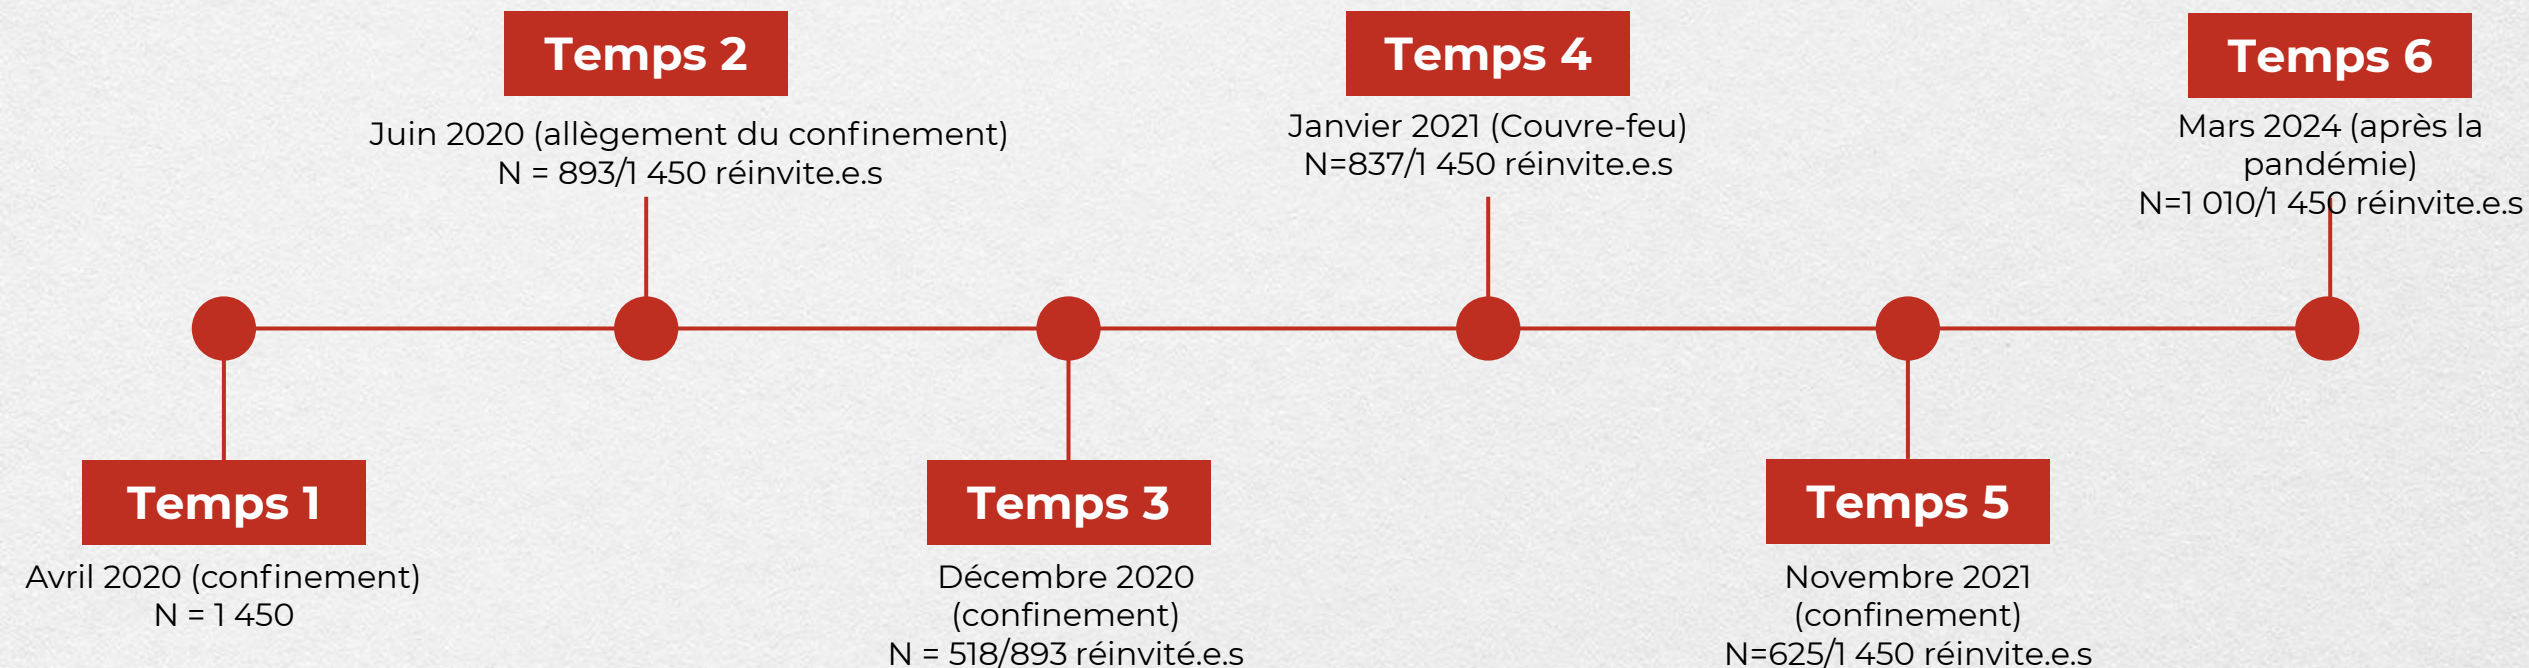 Temps 1
Avril 2020 (confinement)
N = 1 450
Temps 2
Juin 2020 (allègement du confinement)
N = 893/1 450 réinvite.e.s
Temps 3
Décembre 2020
(confinement)
N = 518/893 réinvité.e.s
Temps 4
Janvier 2021 (Couvre-feu)
N=837/1 450 réinvite.e.s
Temps 5
Novembre 2021
(confinement)
N=625/1 450 réinvite.e.s
Temps 6
Mars 2024 (après la
pandémie)
N=1 010/1 450 réinvite.e.s